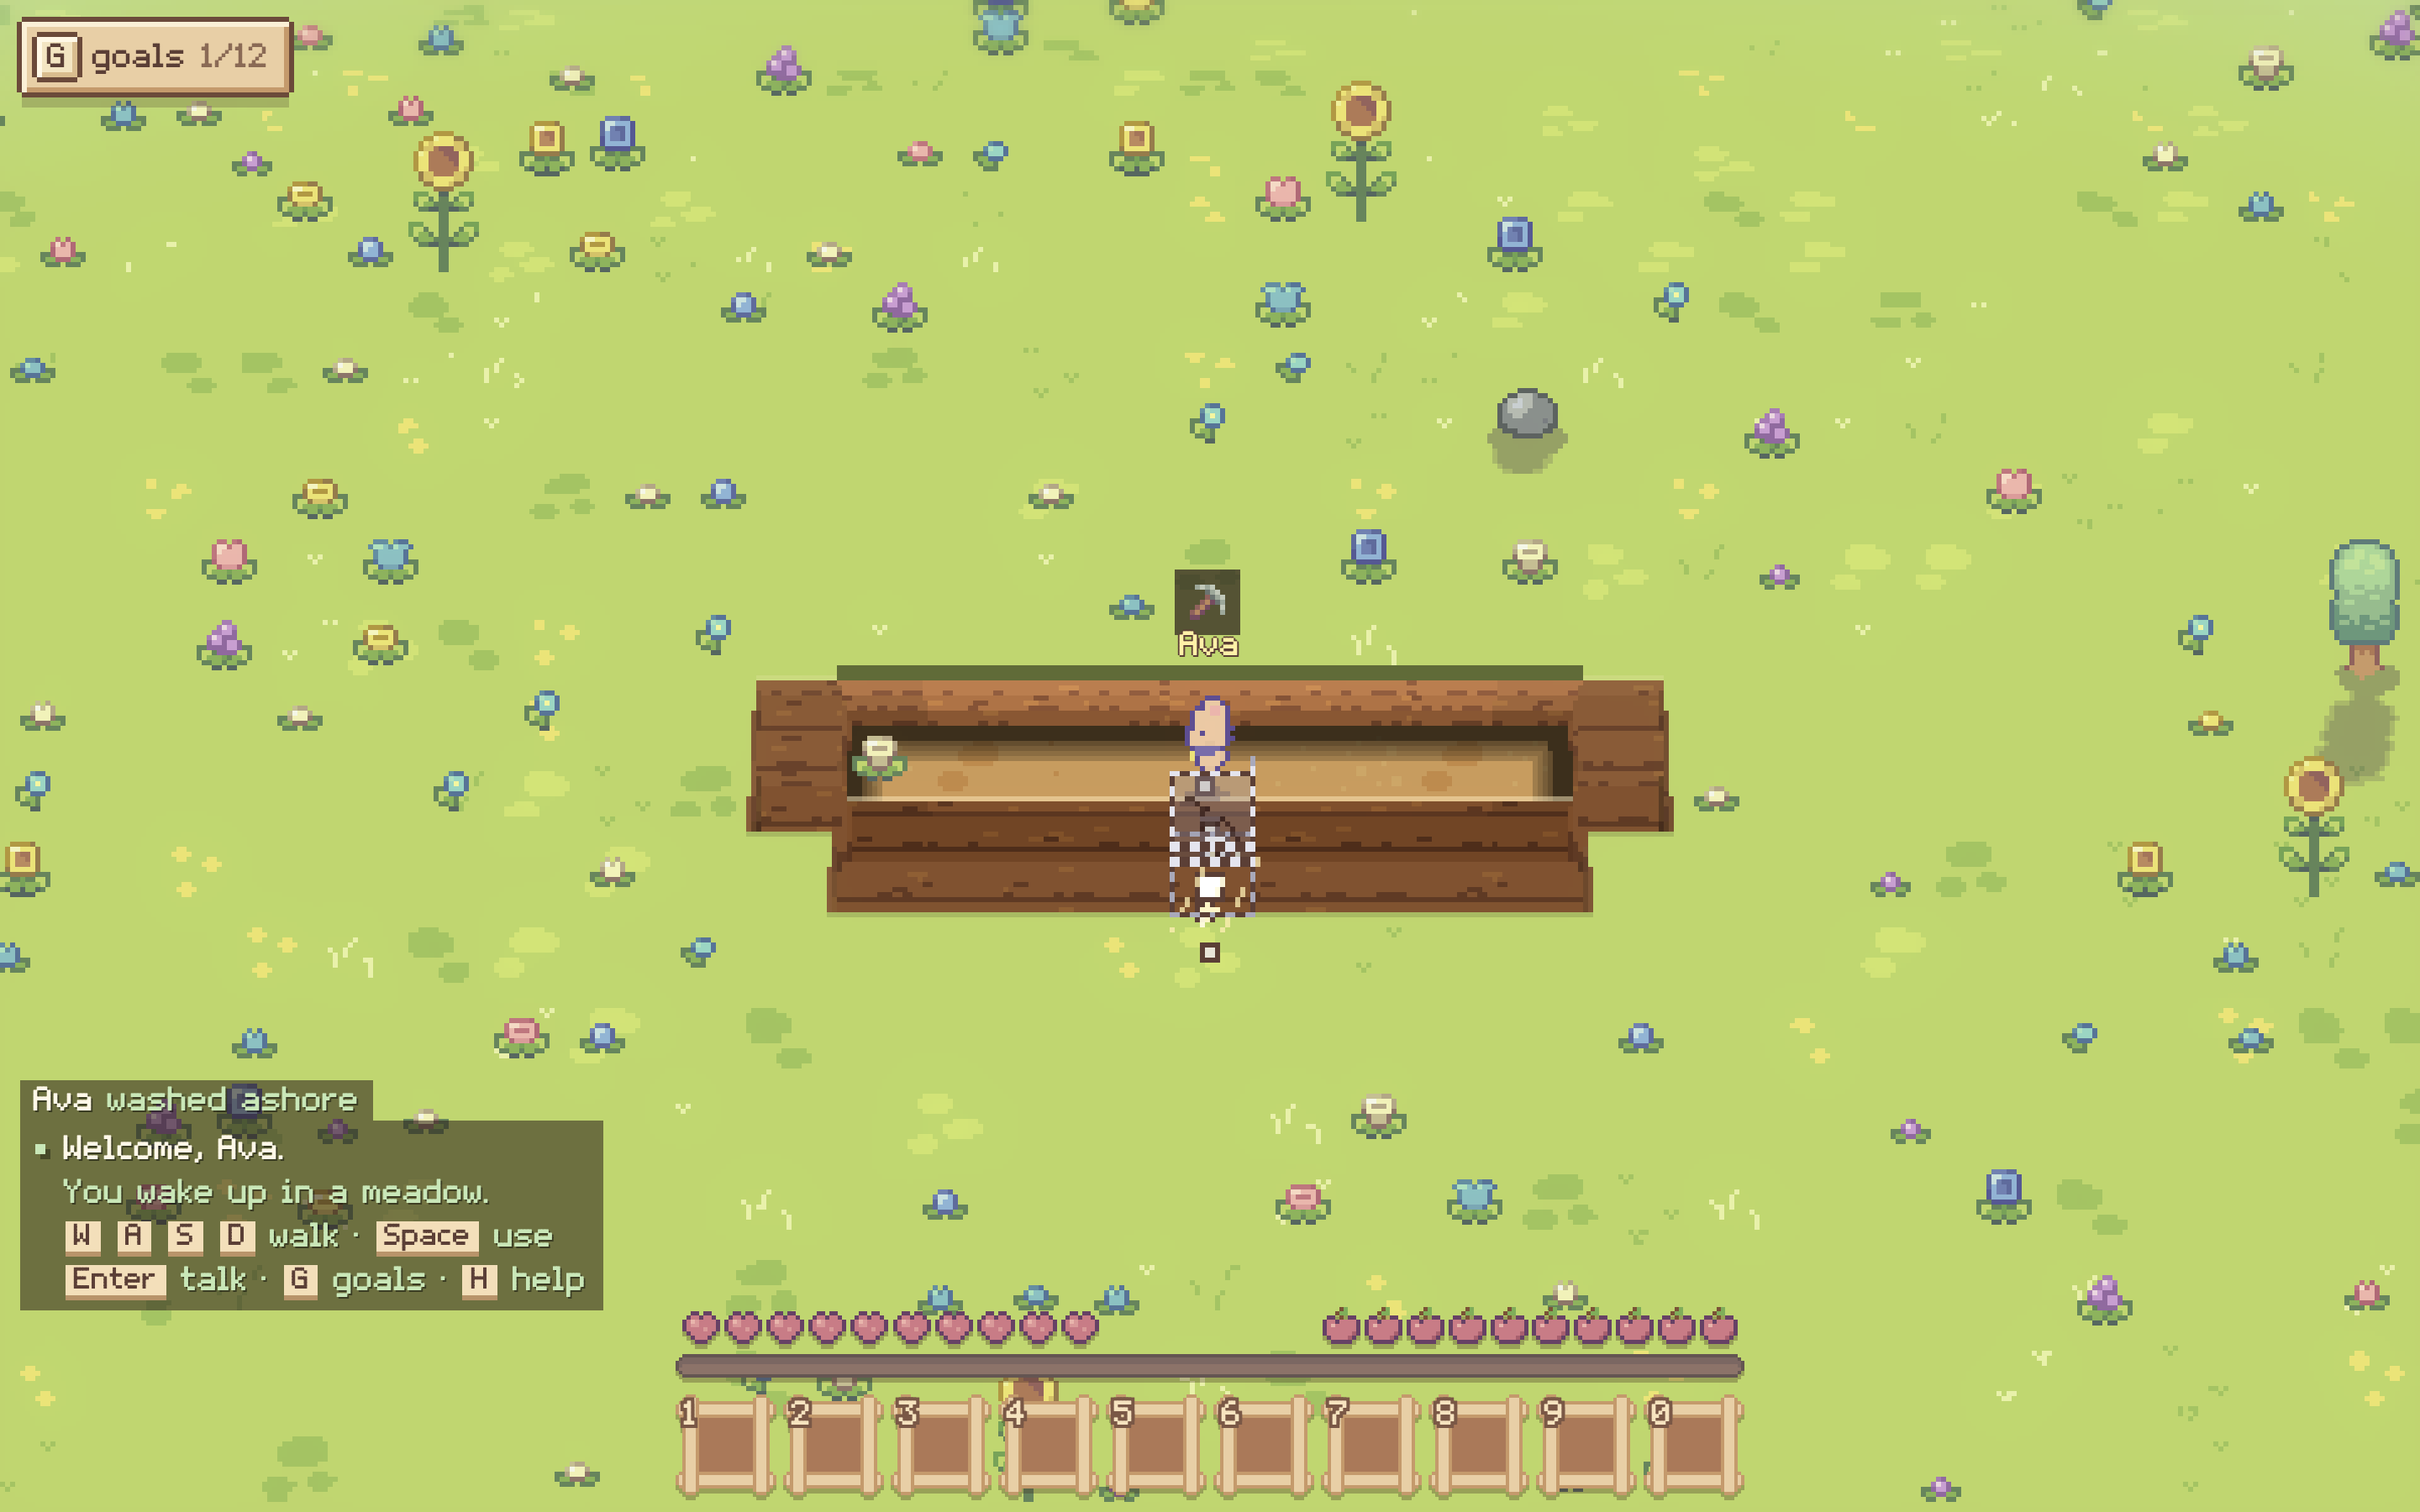 G goals 1/12
Ava
Ava washed ashore
Welcome, Ava.
You wake up in a meadow.
W A S D walk · Space use
Enter talk · G goals · H help
1 2 3 4 5 6 7 8 9 0